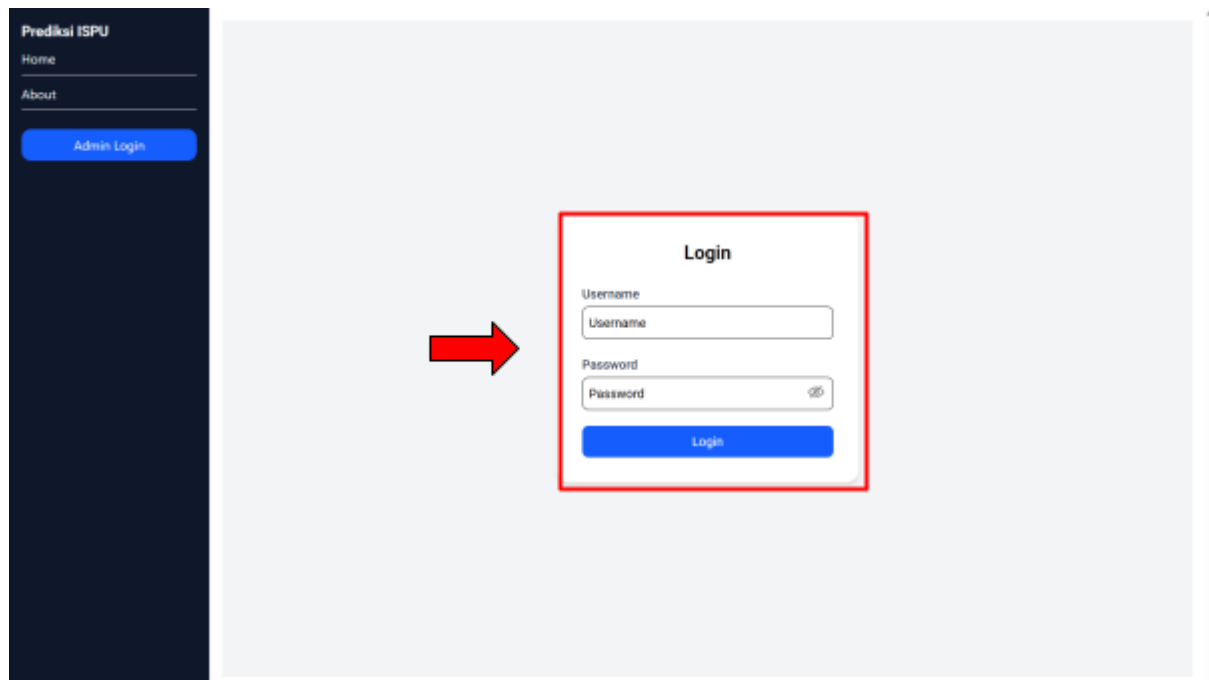 Prediksi ISPU
Home
About
Admin Login
Login
Username
Username
Password
Password
Login